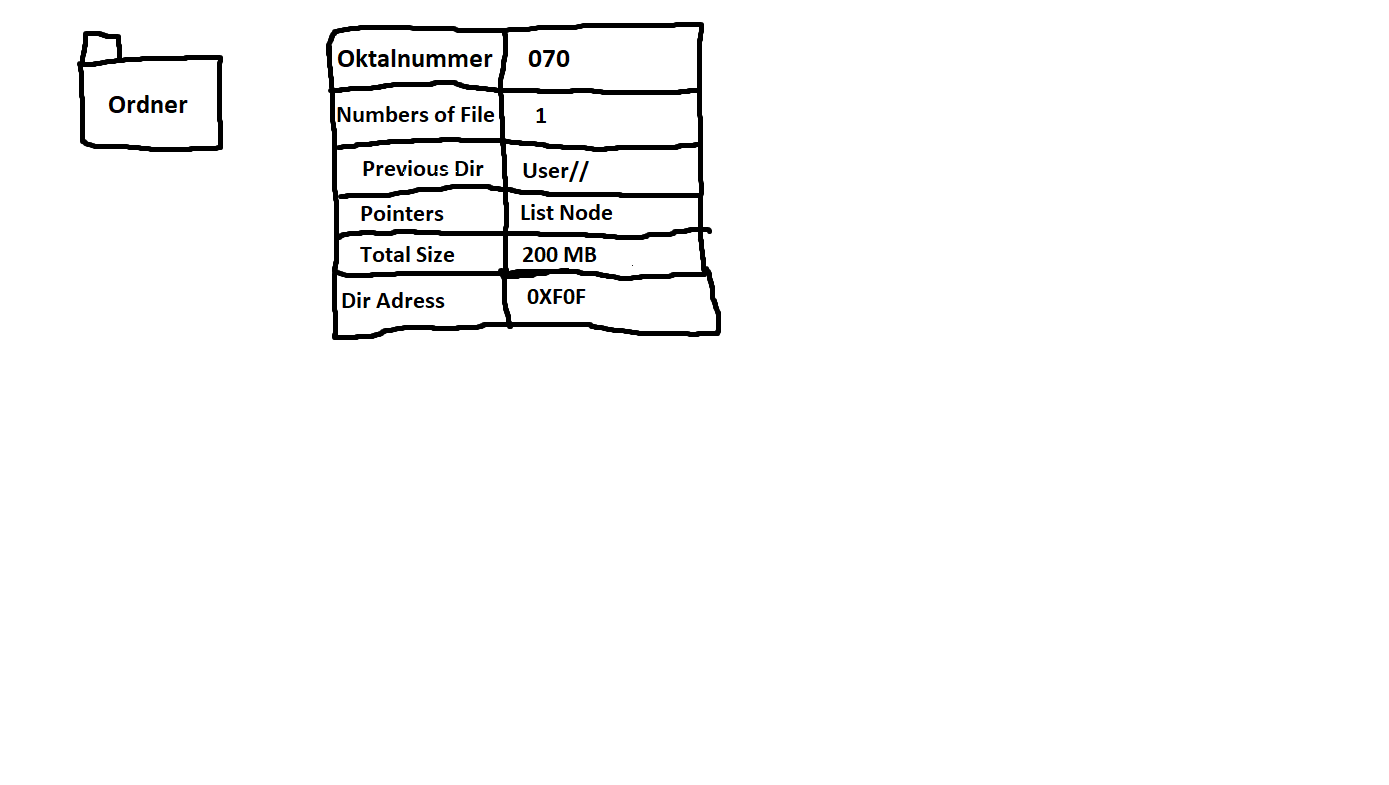 Ordner
Oktalnummer 070
Numbers of File 1
Previous Dir User//
Pointers List Node
Total Size 200 MB
Dir Adress 0XF0F